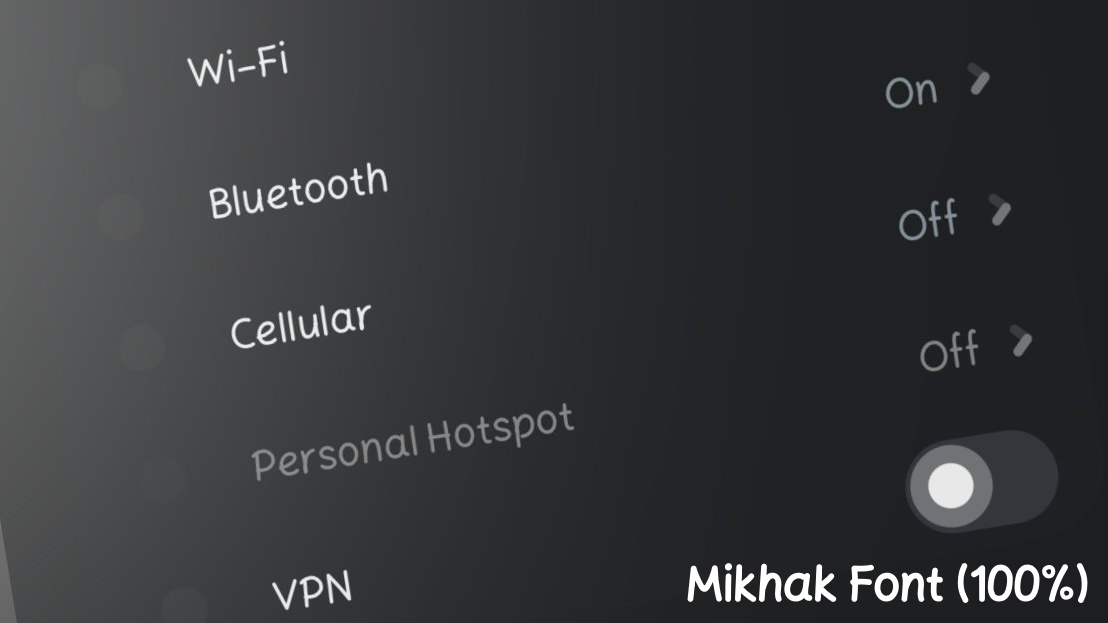 Wi-Fi
Bluetooth On
Cellular Off
Personal Hotspot Off
VPN
Mikhak Font (100%)